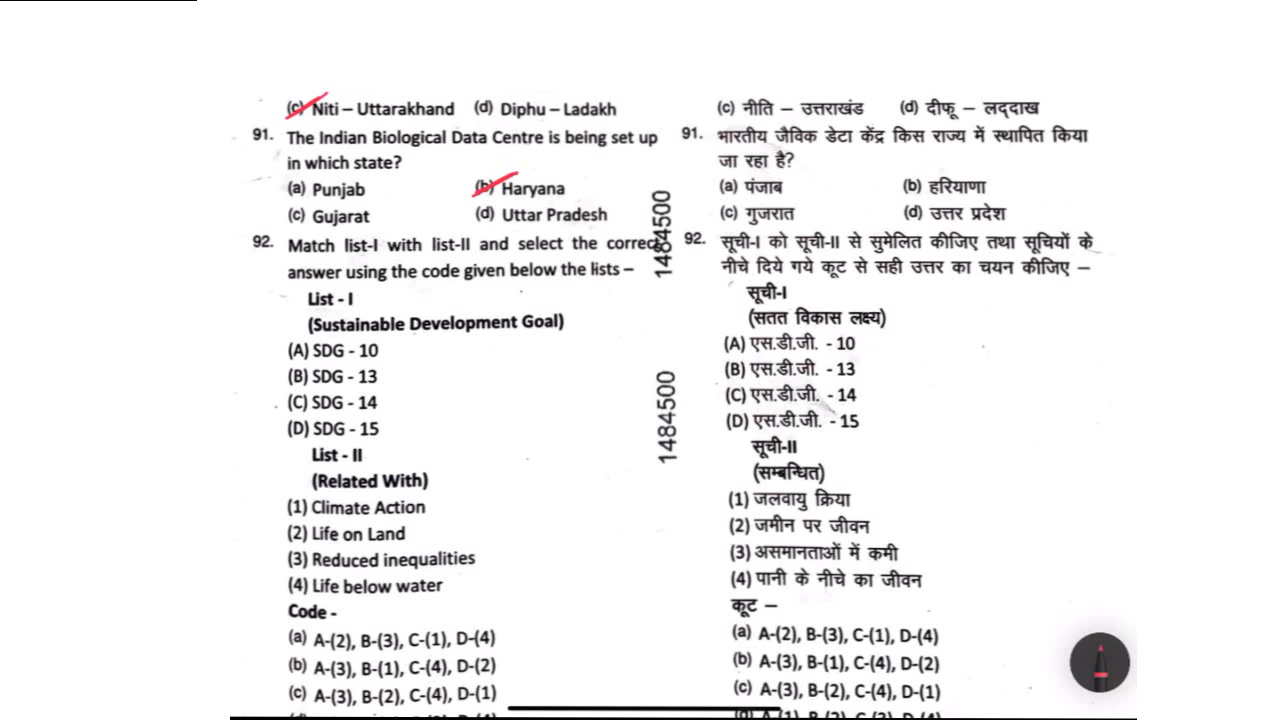 (c) Niti – Uttarakhand (d) Diphu – Ladakh
91. The Indian Biological Data Centre is being set up
in which state?
(a) Punjab (b) Haryana
(c) Gujarat (d) Uttar Pradesh
92. Match list-I with list-II and select the correct
answer using the code given below the lists –
List - I
(Sustainable Development Goal)
(A) SDG - 10
(B) SDG - 13
(C) SDG - 14
(D) SDG - 15
List - II
(Related With)
(1) Climate Action
(2) Life on Land
(3) Reduced inequalities
(4) Life below water
Code -
(a) A-(2), B-(3), C-(1), D-(4)
(b) A-(3), B-(1), C-(4), D-(2)
(c) A-(3), B-(2), C-(4), D-(1)
1484500
1484500
(c) नीति – उत्तराखंड (d) दीफू – लद्दाख
91. भारतीय जैविक डेटा केंद्र किस राज्य में स्थापित किया
जा रहा है?
(a) पंजाब (b) हरियाणा
(c) गुजरात (d) उत्तर प्रदेश
92. सूची-I को सूची-II से सुमेलित कीजिए तथा सूचियों के
नीचे दिये गये कूट से सही उत्तर का चयन कीजिए –
सूची-I
(सतत विकास लक्ष्य)
(A) एस.डी.जी. - 10
(B) एस.डी.जी. - 13
(C) एस.डी.जी. - 14
(D) एस.डी.जी. - 15
सूची-II
(सम्बन्धित)
(1) जलवायु क्रिया
(2) जमीन पर जीवन
(3) असमानताओं में कमी
(4) पानी के नीचे का जीवन
कूट –
(a) A-(2), B-(3), C-(1), D-(4)
(b) A-(3), B-(1), C-(4), D-(2)
(c) A-(3), B-(2), C-(4), D-(1)